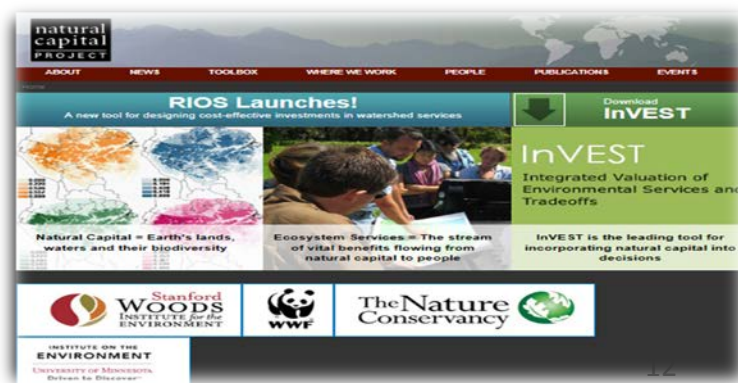 natural
capital
PROJECT
ABOUT NEWS TOOLBOX WHERE WE WORK PEOPLE PUBLICATIONS EVENTS
Home
RIOS Launches!
A new tool for designing cost-effective investments in watershed services
Download
InVEST
InVEST
Integrated Valuation of
Environmental Services and
Tradeoffs
Natural Capital = Earth's lands,
waters and their biodiversity
Ecosystem Services = The stream
of vital benefits flowing from
natural capital to people
InVEST is the leading tool for
incorporating natural capital into
decisions
Stanford
WOODS
INSTITUTE for the
ENVIRONMENT
WWF
The Nature
Conservancy
INSTITUTE ON THE
ENVIRONMENT
UNIVERSITY OF MINNESOTA
Driven to Discover
12